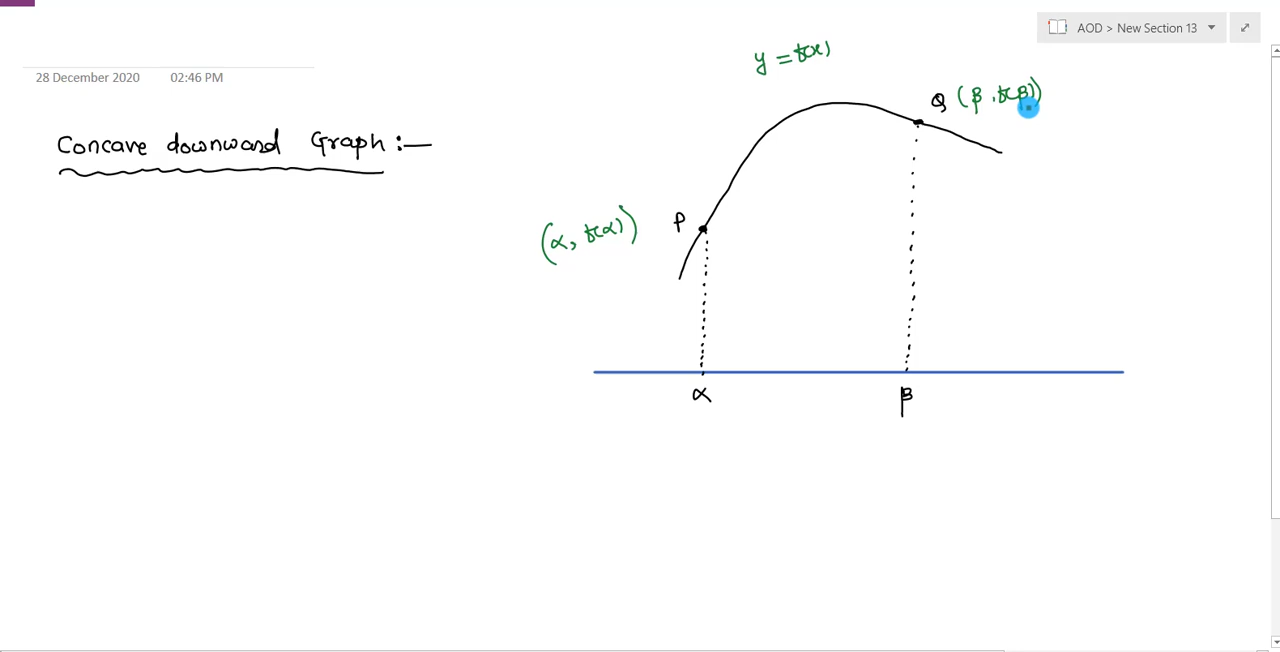 AOD > New Section 13
28 December 2020 02:46 PM
y = f(x)
Q (β, f(β))
Concave downward Graph :—
(α, f(α)) P
α β